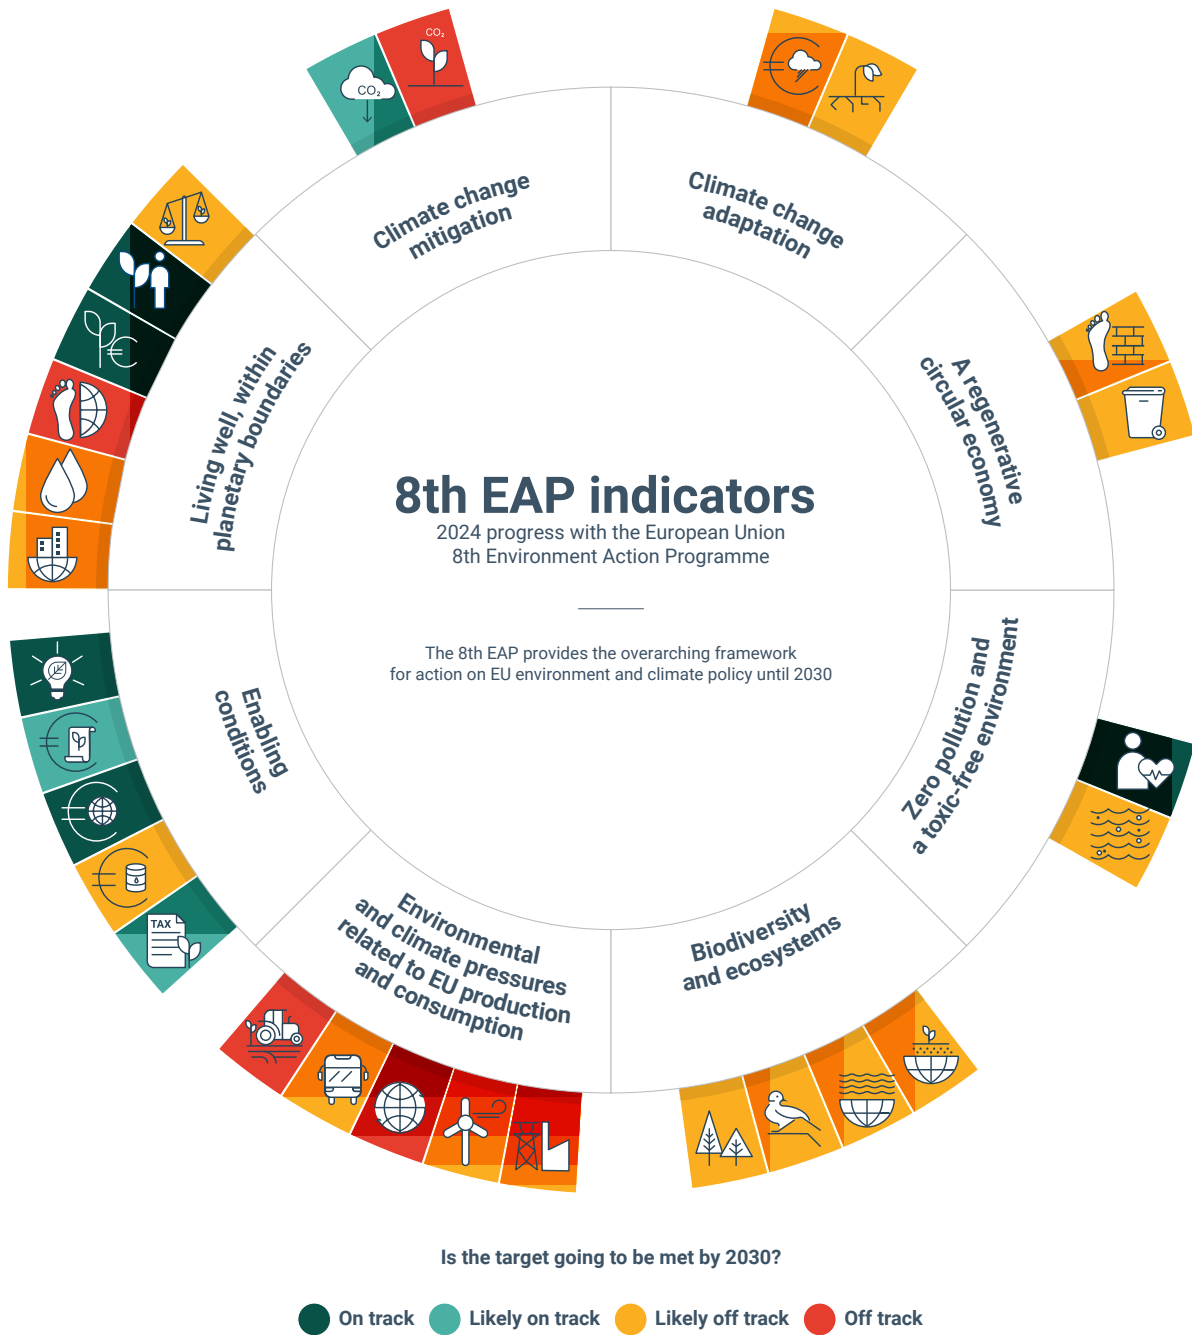 CO₂
CO₂
Climate change
mitigation
Climate change
adaptation
A regenerative
circular economy
Living well, within
planetary boundaries
8th EAP indicators
2024 progress with the European Union
8th Environment Action Programme
The 8th EAP provides the overarching framework
for action on EU environment and climate policy until 2030
Zero pollution and
a toxic-free environment
Enabling
conditions
TAX
Environmental
and climate pressures
related to EU production
and consumption
Biodiversity
and ecosystems
Is the target going to be met by 2030?
On track
Likely on track
Likely off track
Off track